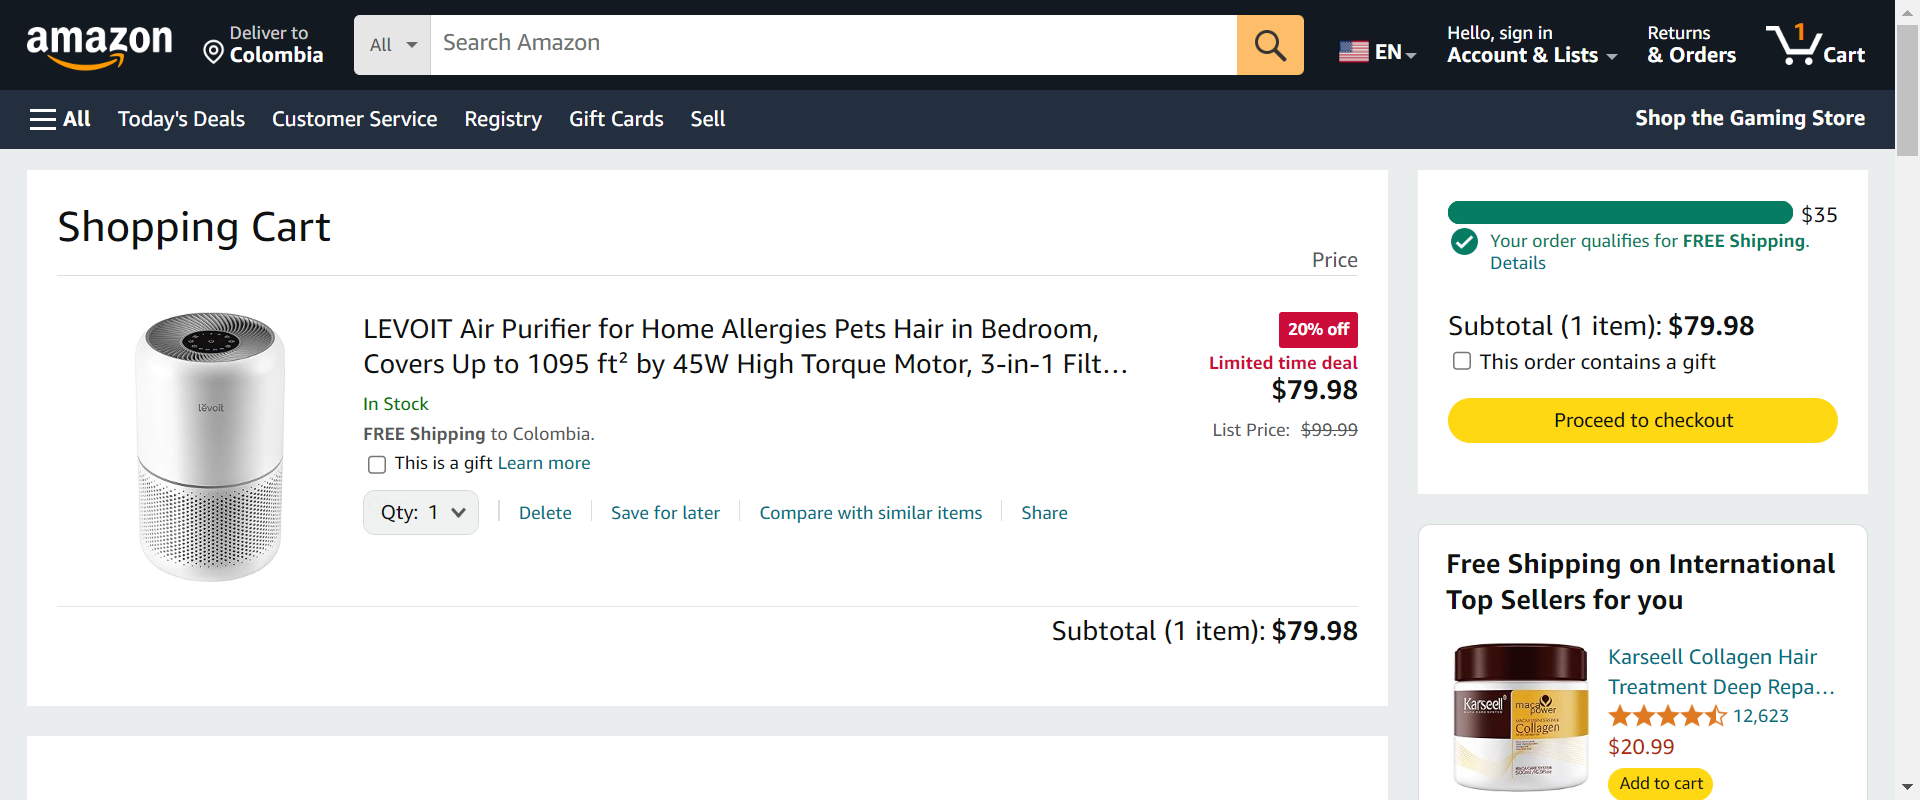 amazon
Deliver to
Colombia
All
Search Amazon
EN
Hello, sign in
Account & Lists
Returns
& Orders
1
Cart
All
Today's Deals
Customer Service
Registry
Gift Cards
Sell
Shop the Gaming Store
Shopping Cart
Price
levoit
LEVOIT Air Purifier for Home Allergies Pets Hair in Bedroom,
Covers Up to 1095 ft² by 45W High Torque Motor, 3-in-1 Filt…
In Stock
FREE Shipping to Colombia.
This is a gift Learn more
Qty: 1
Delete
Save for later
Compare with similar items
Share
20% off
Limited time deal
$79.98
List Price: $99.99
Subtotal (1 item): $79.98
$35
Your order qualifies for FREE Shipping.
Details
Subtotal (1 item): $79.98
This order contains a gift
Proceed to checkout
Free Shipping on International
Top Sellers for you
Karseell
maca
power
Collagen
Karseell Collagen Hair
Treatment Deep Repa…
12,623
$20.99
Add to cart